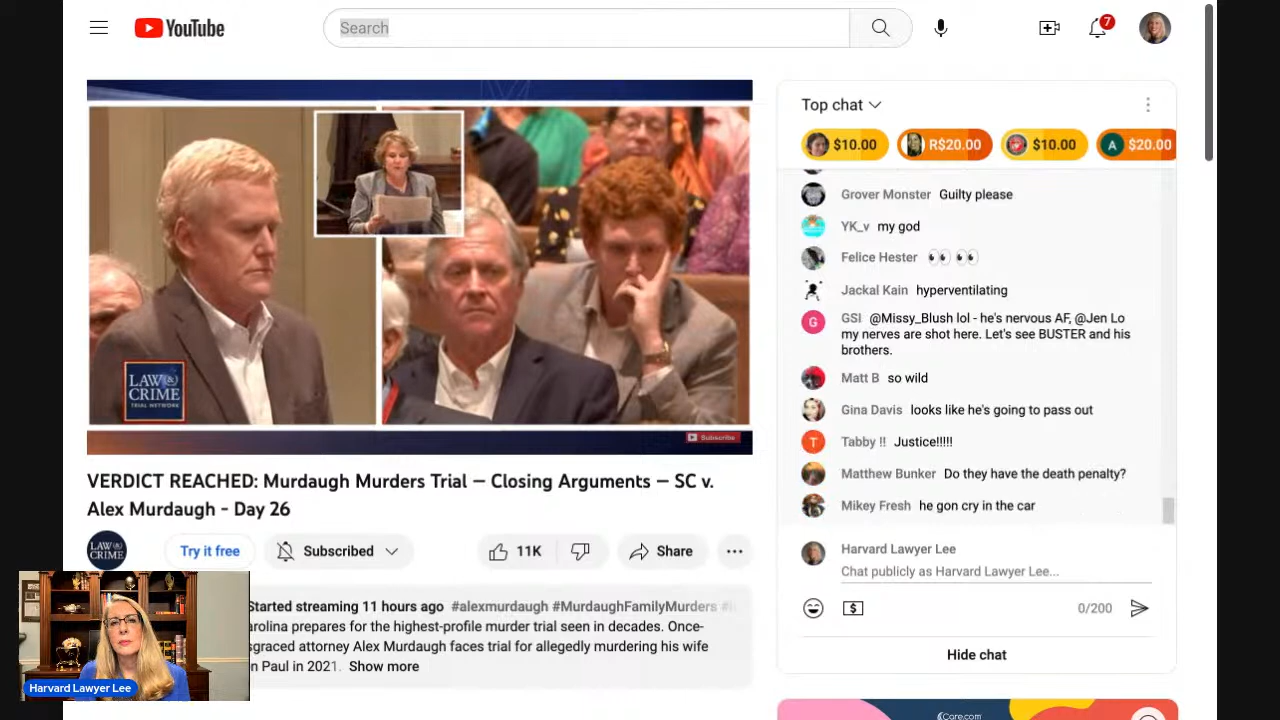 YouTube
Search
7
Top chat
$10.00
R$20.00
$10.00
A $20.00
Grover Monster Guilty please
YK_v my god
Felice Hester
Jackal Kain hyperventilating
G GSI @Missy_Blush lol - he's nervous AF, @Jen Lo
my nerves are shot here. Let's see BUSTER and his
brothers.
Matt B so wild
Gina Davis looks like he's going to pass out
T Tabby !! Justice!!!!!
Matthew Bunker Do they have the death penalty?
Mikey Fresh he gon cry in the car
Harvard Lawyer Lee
Chat publicly as Harvard Lawyer Lee...
$
0/200
Hide chat
Care.com
LAW &
CRIME
TRIAL NETWORK
Subscribe
VERDICT REACHED: Murdaugh Murders Trial — Closing Arguments — SC v.
Alex Murdaugh - Day 26
LAW &
CRIME
Try it free
Subscribed
11K
Share
Started streaming 11 hours ago #alexmurdaugh #MurdaughFamilyMurders
arolina prepares for the highest-profile murder trial seen in decades. Once-
sgraced attorney Alex Murdaugh faces trial for allegedly murdering his wife
n Paul in 2021. Show more
Harvard Lawyer Lee